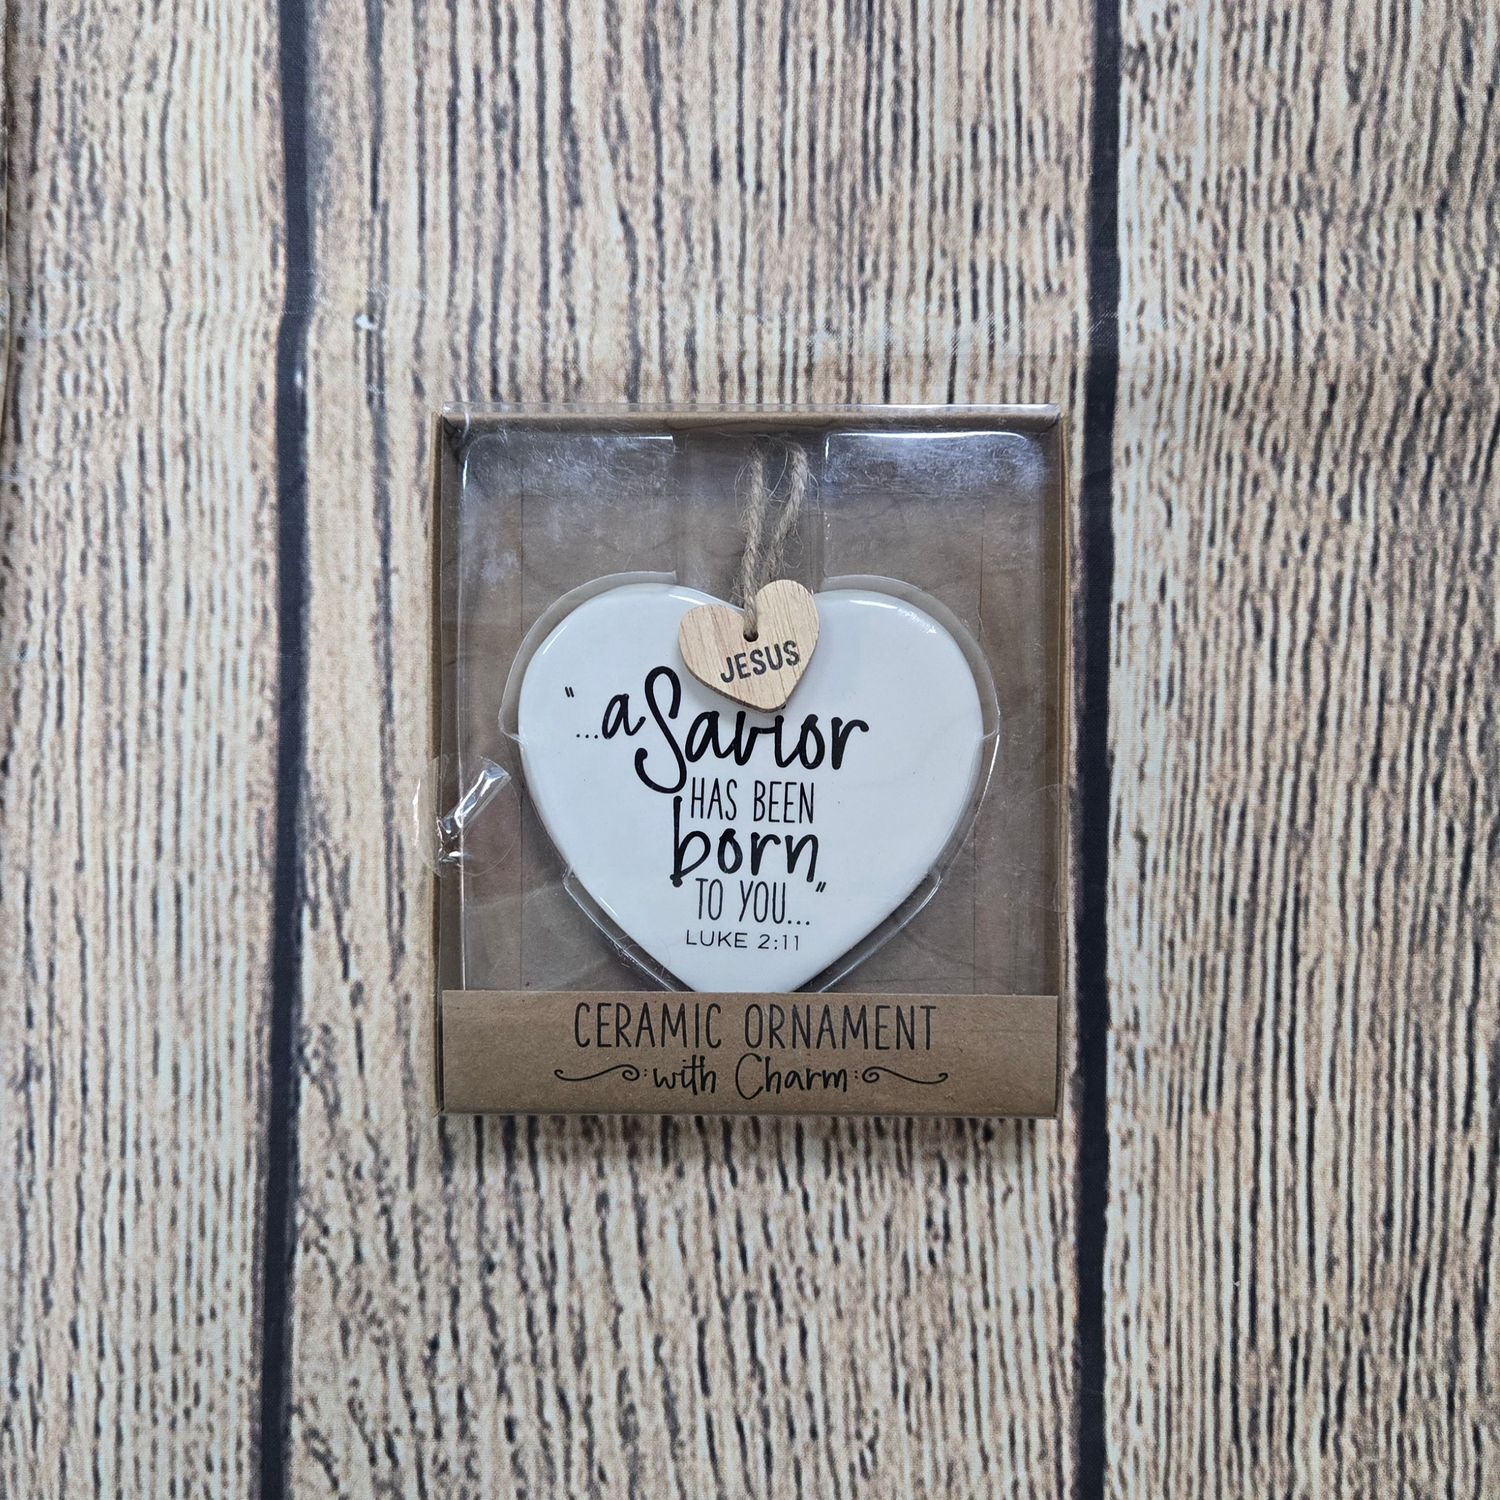 JESUS
"...a Savior
HAS BEEN
born
TO YOU..."
LUKE 2:11
CERAMIC ORNAMENT
with Charm